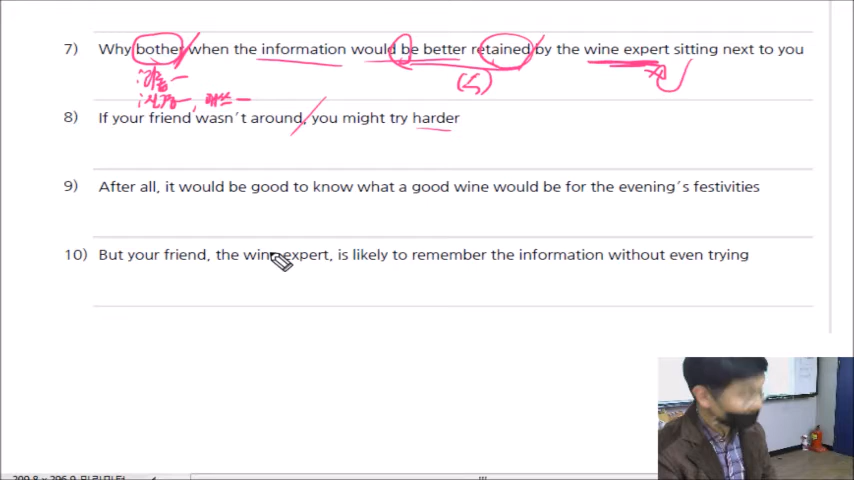 7) Why bother when the information would be better retained by the wine expert sitting next to you
8) If your friend wasn´t around, you might try harder
9) After all, it would be good to know what a good wine would be for the evening´s festivities
10) But your friend, the wine expert, is likely to remember the information without even trying